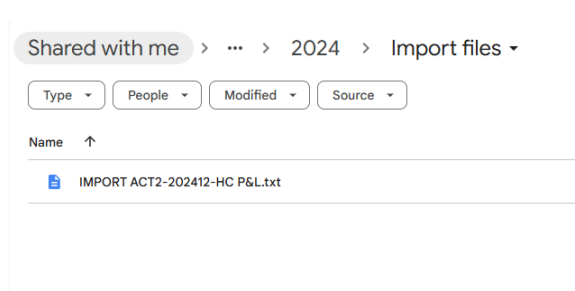 Shared with me > ... > 2024 > Import files
Type People Modified Source
Name ↑
IMPORT ACT2-202412-HC P&L.txt